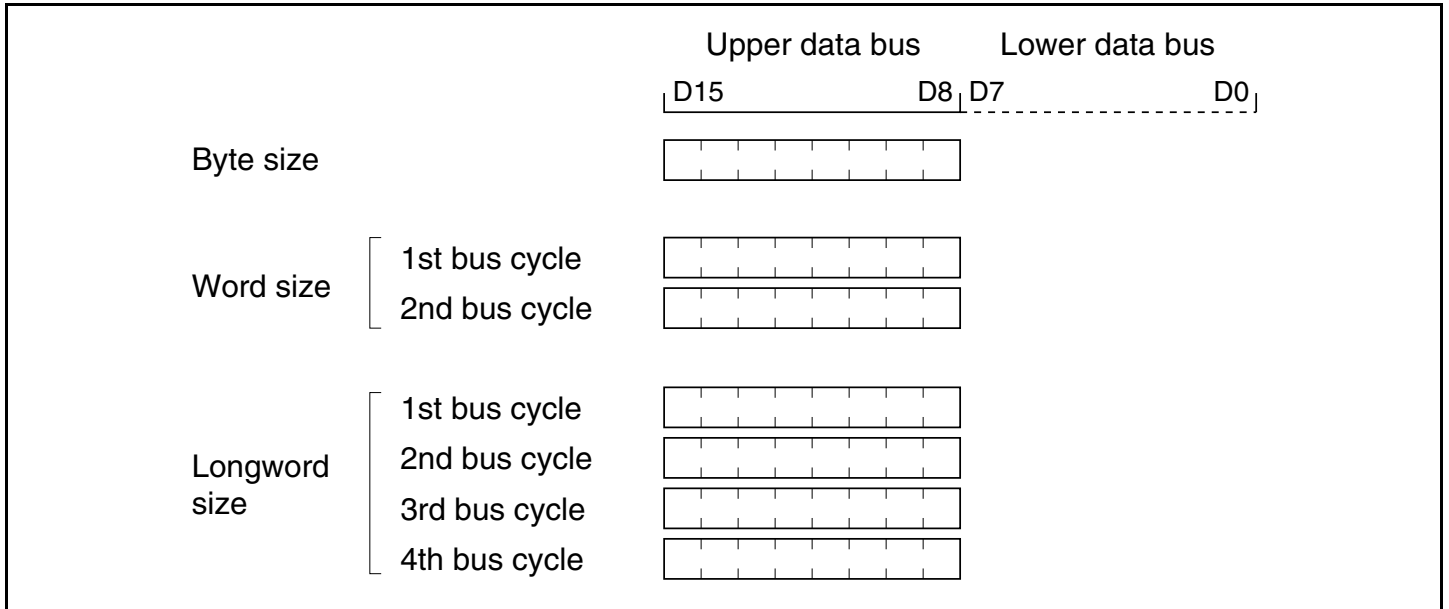 Upper data bus Lower data bus
D15 D8 D7 D0
Byte size
Word size
1st bus cycle
2nd bus cycle
Longword
size
1st bus cycle
2nd bus cycle
3rd bus cycle
4th bus cycle